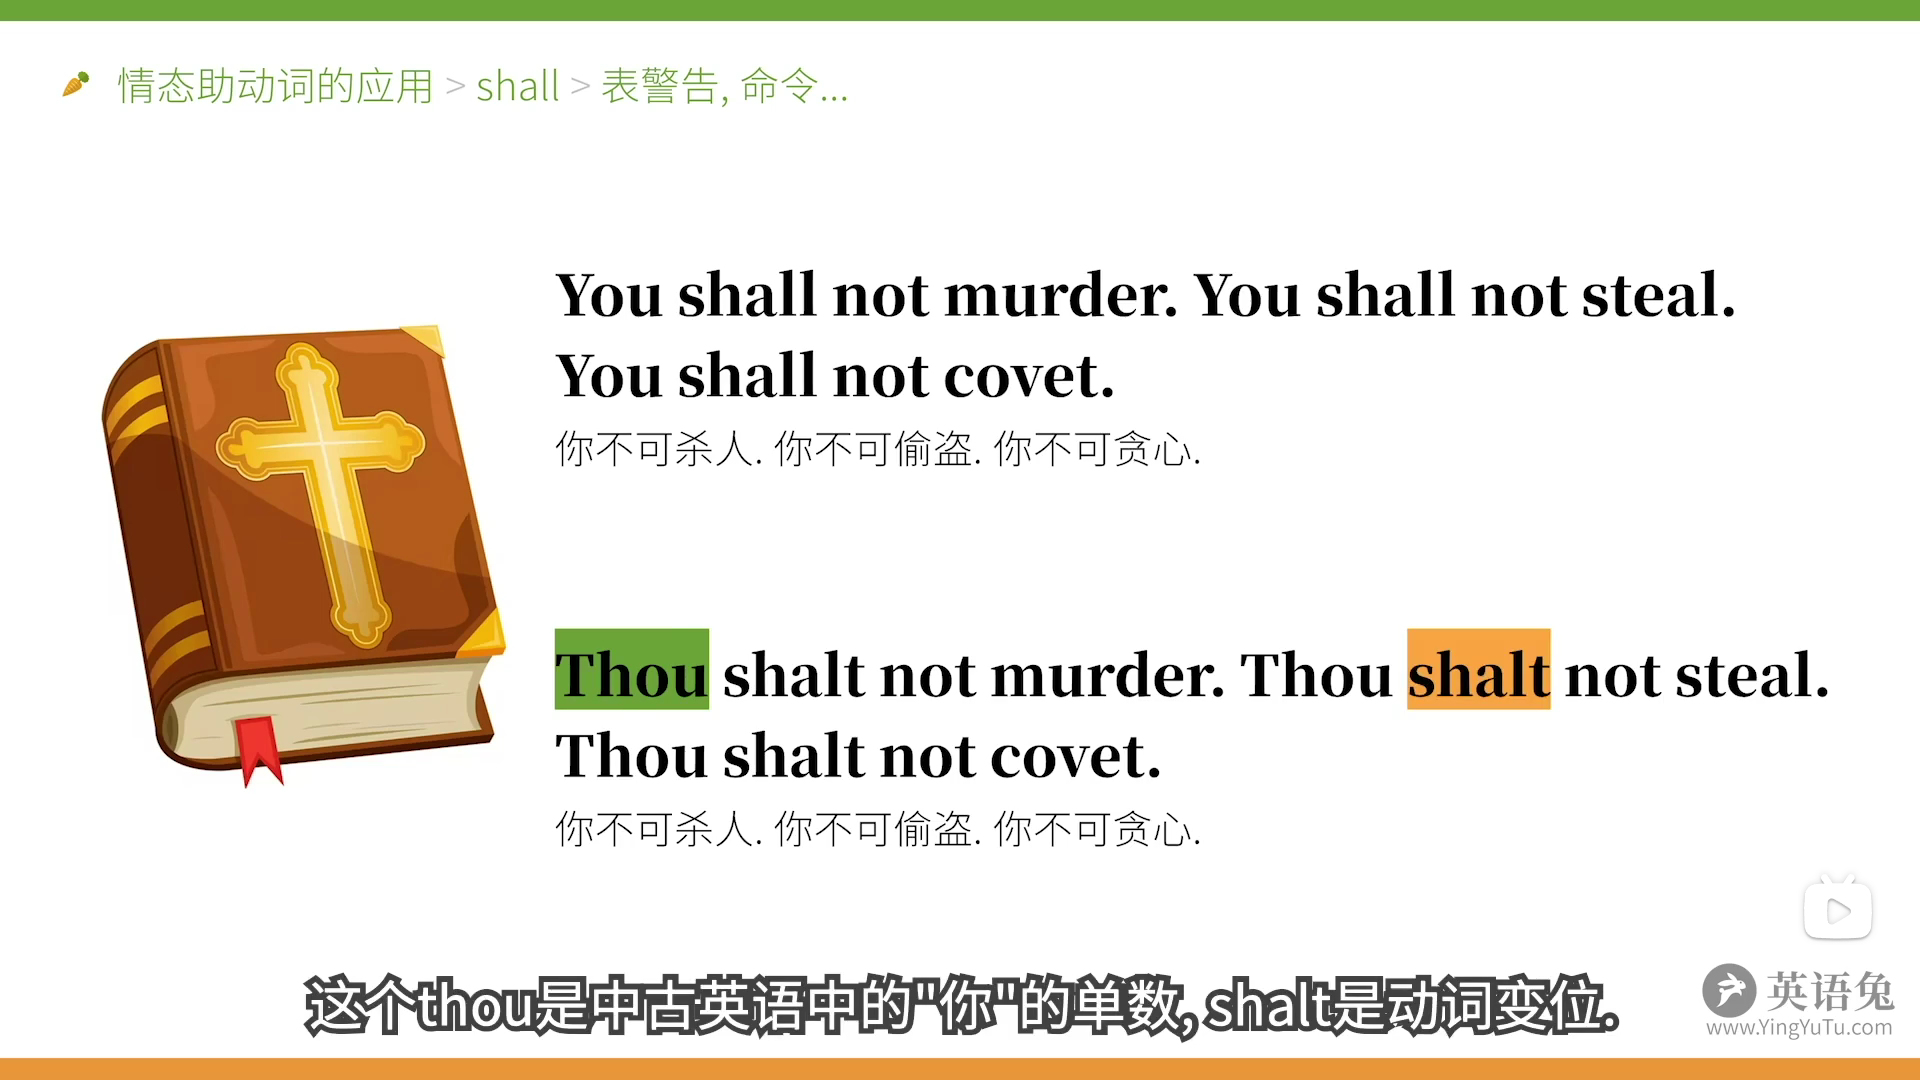 情态助动词的应用 > shall > 表警告, 命令...
You shall not murder. You shall not steal.
You shall not covet.
你不可杀人. 你不可偷盗. 你不可贪心.
Thou shalt not murder. Thou shalt not steal.
Thou shalt not covet.
你不可杀人. 你不可偷盗. 你不可贪心.
这个thou是中古英语中的"你"的单数, shalt是动词变位.
英语兔
www.YingYuTu.com